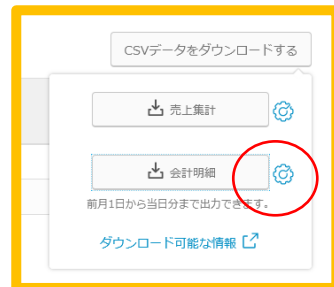 CSVデータをダウンロードする
売上集計
会計明細
前月1日から当日分まで出力できます。
ダウンロード可能な情報